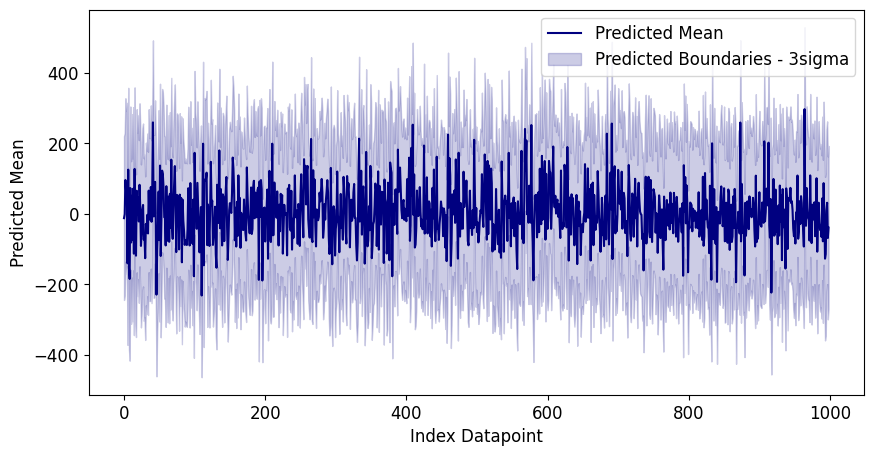 Predicted Mean
Predicted Boundaries - 3sigma
400
200
0
−200
−400
Predicted Mean
0
200
400
600
800
1000
Index Datapoint